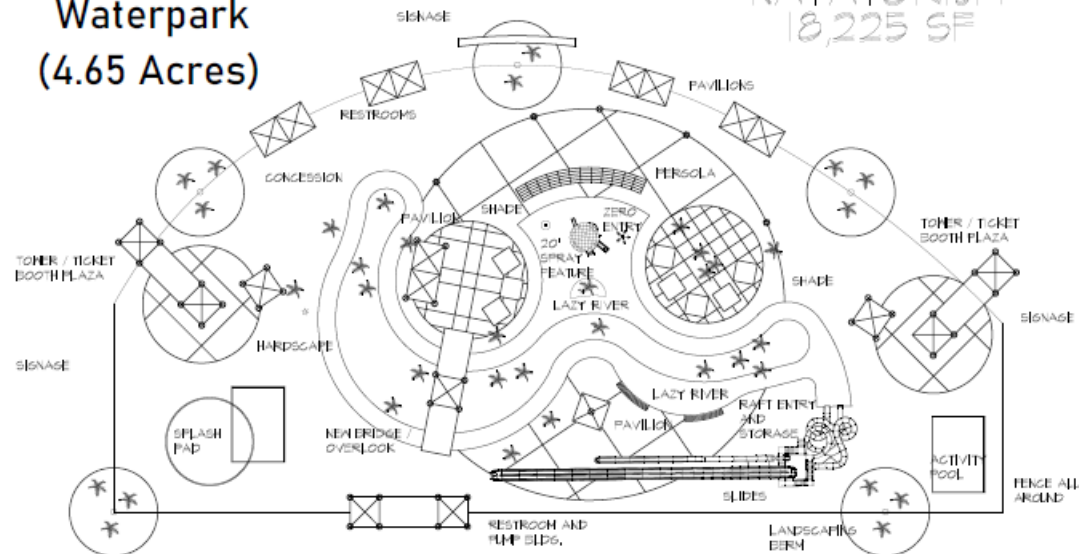 Waterpark
(4.65 Acres)
SIGNAGE
18,225 SF
PAVILIONS
RESTROOMS
CONCESSION
PERGOLA
PAVILION
SHADE
ZERO
ENTRY
20'
SPRAY
FEATURE
LAZY RIVER
SHADE
TOWER / TICKET
BOOTH PLAZA
TOWER / TICKET
BOOTH PLAZA
SIGNAGE
HARDSCAPE
SIGNAGE
LAZY RIVER
RAFT ENTRY
AND
STORAGE
PAVILION
SPLASH
PAD
NEW BRIDGE /
OVERLOOK
ACTIVITY
POOL
SLIDES
FENCE ALL
AROUND
RESTROOM AND
PUMP BLDG.
LANDSCAPING
BERM